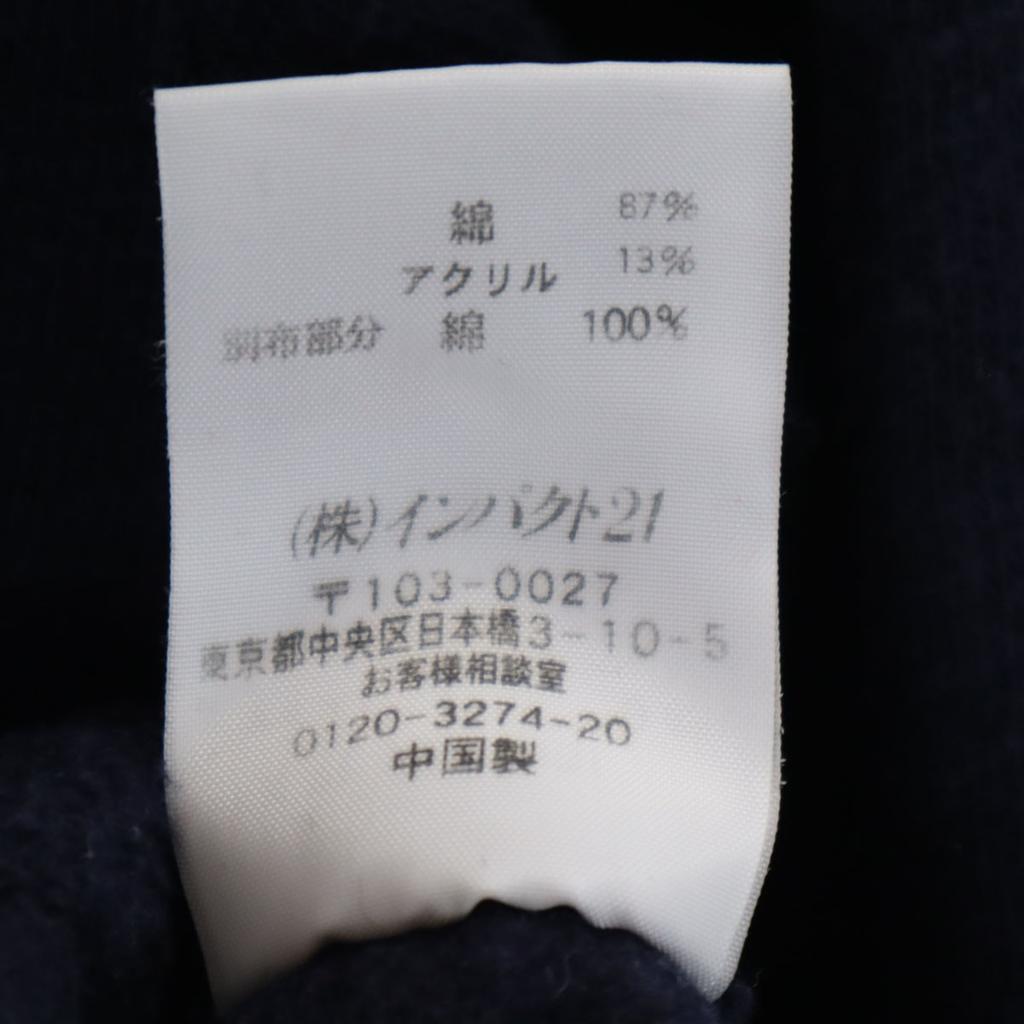 綿 87%
アクリル 13%
別布部分 綿 100%
(株)インパクト21
〒103-0027
東京都中央区日本橋3-10-5
お客様相談室
0120-3274-20
中国製